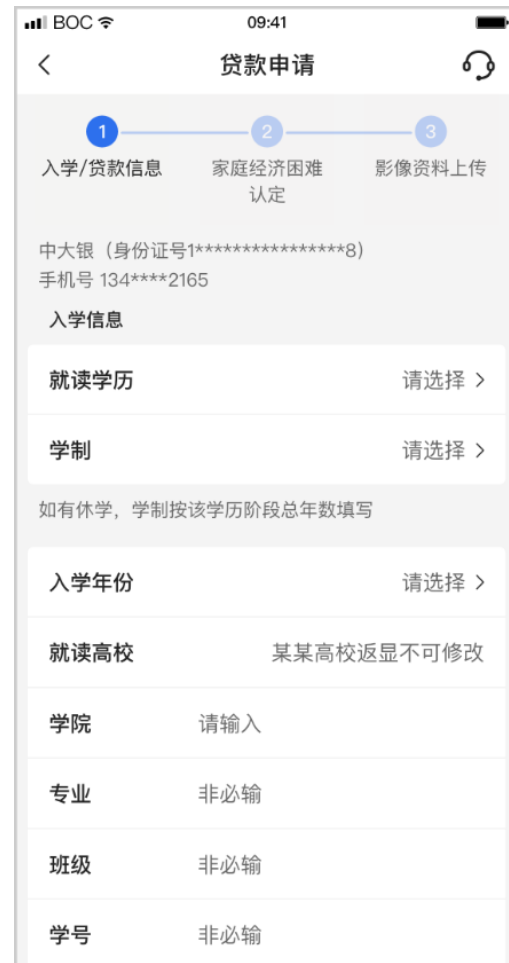 BOC 09:41
贷款申请
1 2 3
入学/贷款信息 家庭经济困难 影像资料上传
认定
中大银（身份证号1****************8)
手机号 134****2165
入学信息
就读学历 请选择
学制 请选择
如有休学，学制按该学历阶段总年数填写
入学年份 请选择
就读高校 某某高校返显不可修改
学院 请输入
专业 非必输
班级 非必输
学号 非必输